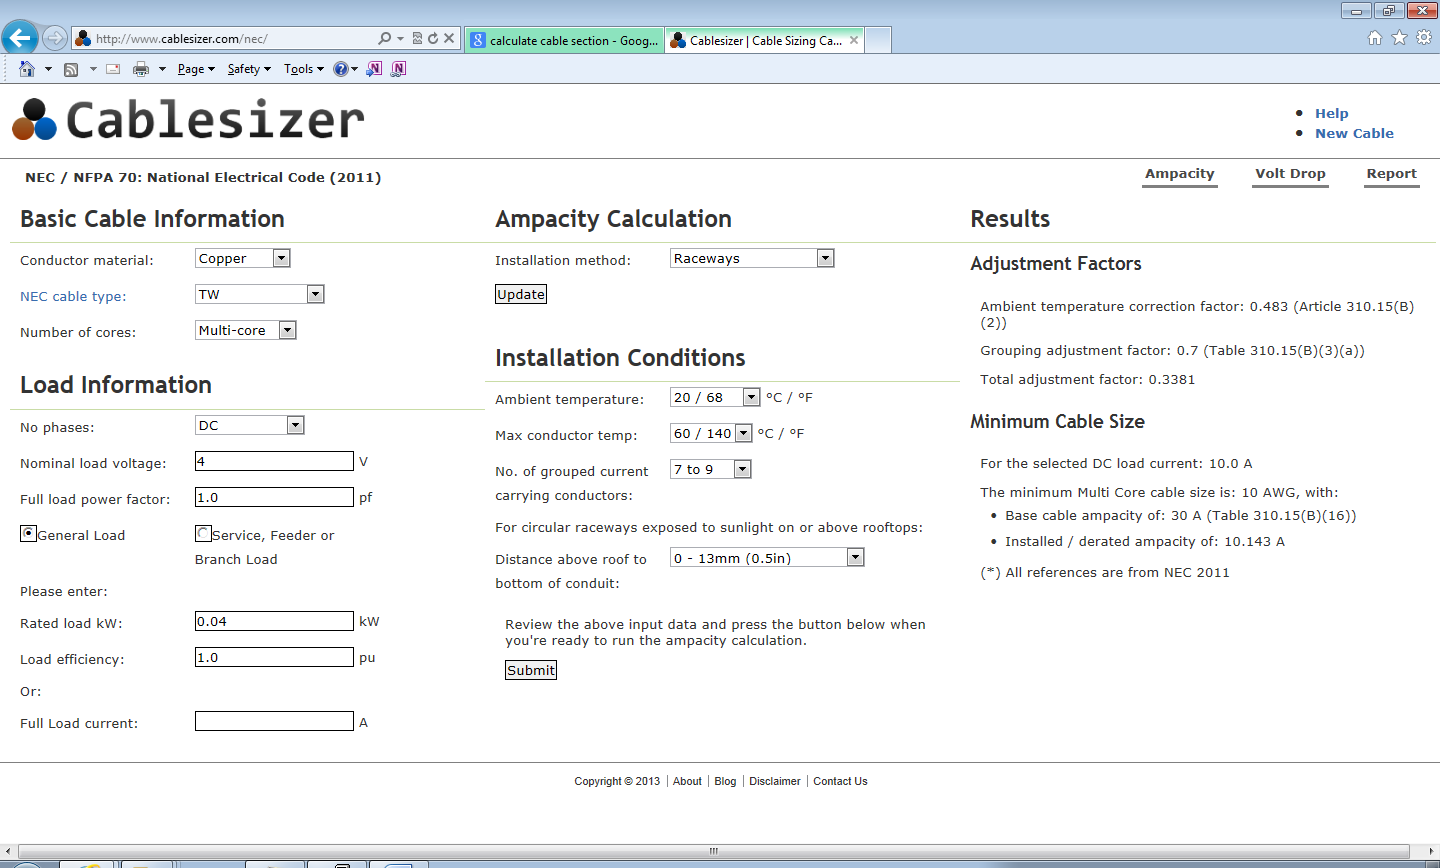 http://www.cablesizer.com/nec/
calculate cable section - Goog...
Cablesizer | Cable Sizing Ca...
Page
Safety
Tools
Cablesizer
Help
New Cable
NEC / NFPA 70: National Electrical Code (2011)
Ampacity
Volt Drop
Report
Basic Cable Information
Conductor material:
Copper
NEC cable type:
TW
Number of cores:
Multi-core
Load Information
No phases:
DC
Nominal load voltage:
4
V
Full load power factor:
1.0
pf
General Load
Service, Feeder or
Branch Load
Please enter:
Rated load kW:
0.04
kW
Load efficiency:
1.0
pu
Or:
Full Load current:
A
Ampacity Calculation
Installation method:
Raceways
Update
Installation Conditions
Ambient temperature:
20 / 68
°C / °F
Max conductor temp:
60 / 140
°C / °F
No. of grouped current
carrying conductors:
7 to 9
For circular raceways exposed to sunlight on or above rooftops:
Distance above roof to
bottom of conduit:
0 - 13mm (0.5in)
Review the above input data and press the button below when
you're ready to run the ampacity calculation.
Submit
Results
Adjustment Factors
Ambient temperature correction factor: 0.483 (Article 310.15(B)
(2))
Grouping adjustment factor: 0.7 (Table 310.15(B)(3)(a))
Total adjustment factor: 0.3381
Minimum Cable Size
For the selected DC load current: 10.0 A
The minimum Multi Core cable size is: 10 AWG, with:
Base cable ampacity of: 30 A (Table 310.15(B)(16))
Installed / derated ampacity of: 10.143 A
(*) All references are from NEC 2011
Copyright © 2013 | About | Blog | Disclaimer | Contact Us